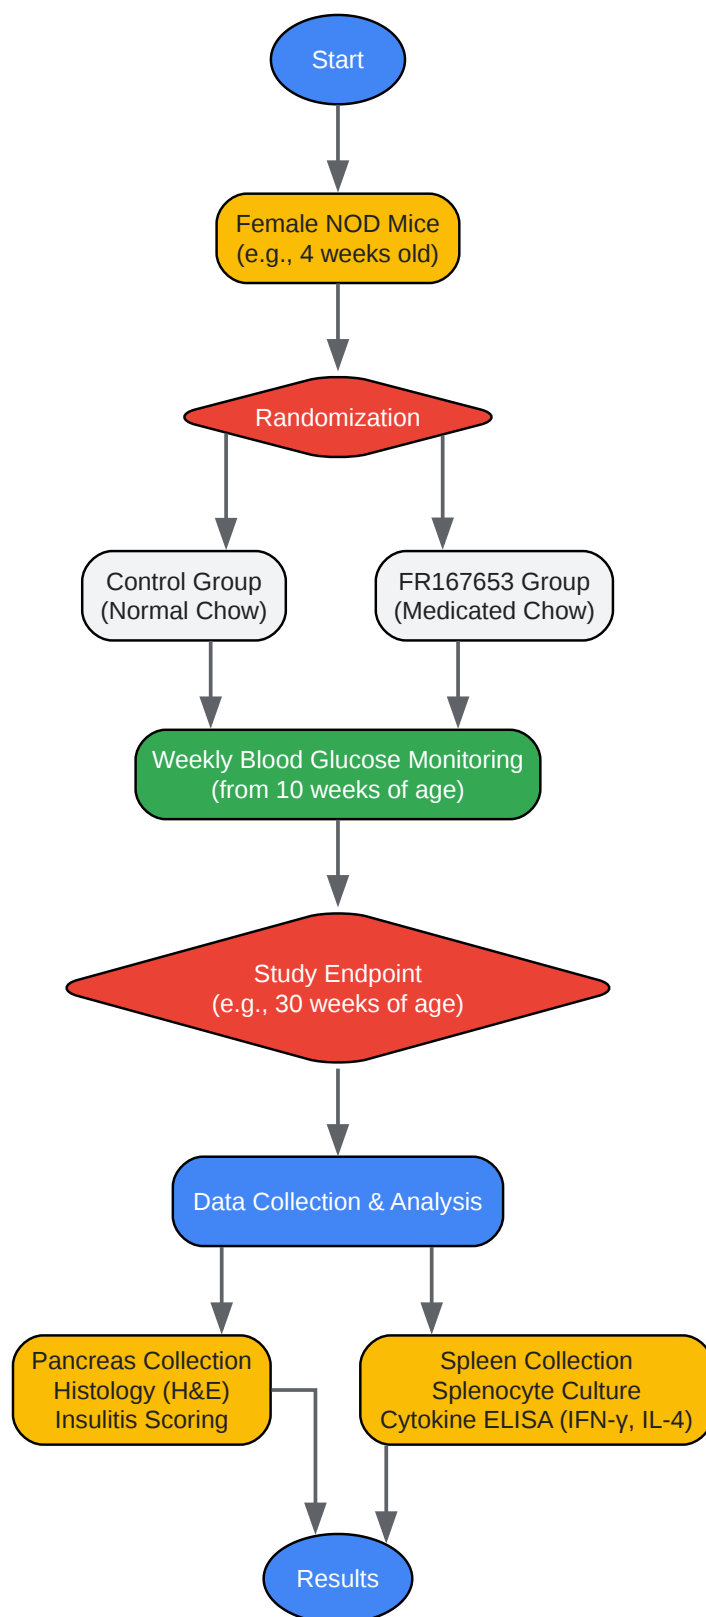 Start
Female NOD Mice
(e.g., 4 weeks old)
Randomization
Control Group
(Normal Chow)
FR167653 Group
(Medicated Chow)
Weekly Blood Glucose Monitoring
(from 10 weeks of age)
Study Endpoint
(e.g., 30 weeks of age)
Data Collection & Analysis
Pancreas Collection
Histology (H&E)
Insulitis Scoring
Spleen Collection
Splenocyte Culture
Cytokine ELISA (IFN-γ, IL-4)
Results